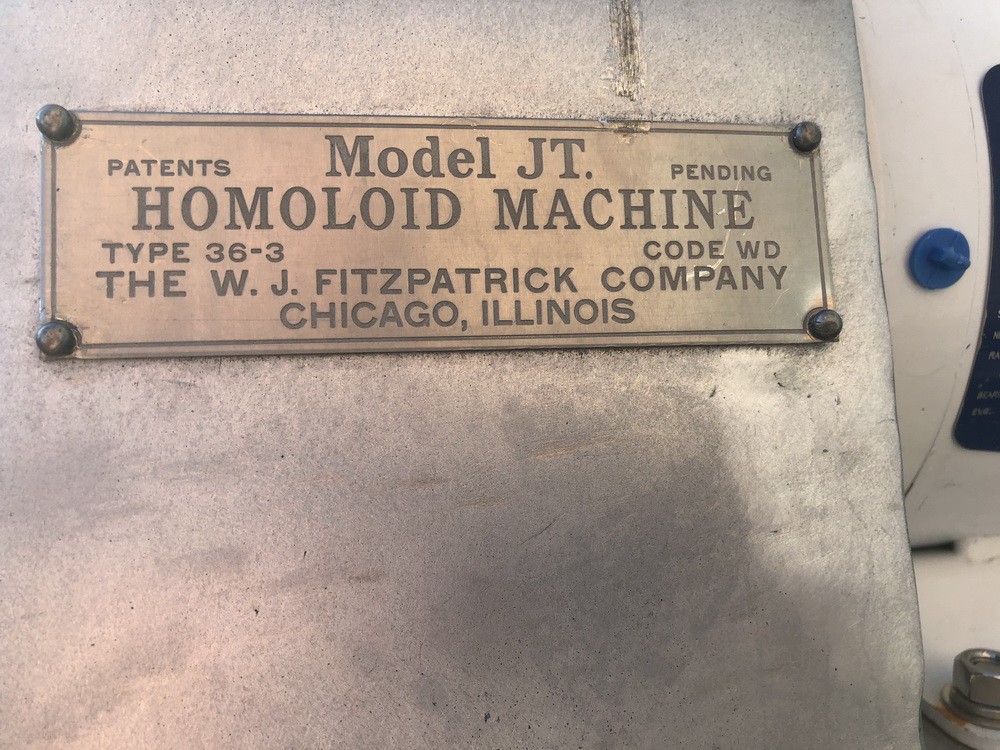 Model JT.
PATENTS PENDING
HOMOLOID MACHINE
TYPE 36-3 CODE WD
THE W. J. FITZPATRICK COMPANY
CHICAGO, ILLINOIS